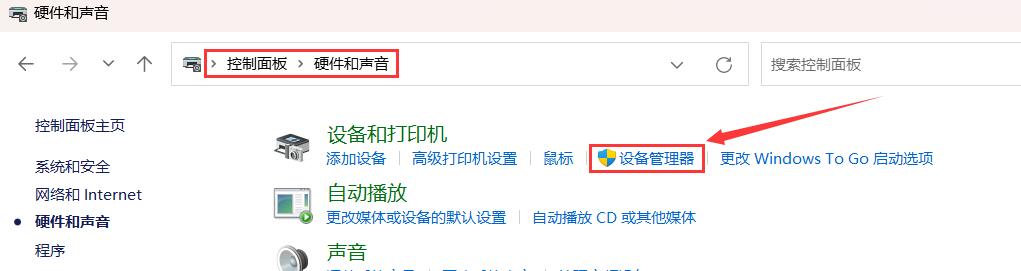 硬件和声音
控制面板 > 硬件和声音
搜索控制面板
控制面板主页
系统和安全
网络和 Internet
硬件和声音
程序
设备和打印机
添加设备 高级打印机设置 鼠标 设备管理器 更改 Windows To Go 启动选项
自动播放
更改媒体或设备的默认设置 自动播放 CD 或其他媒体
声音